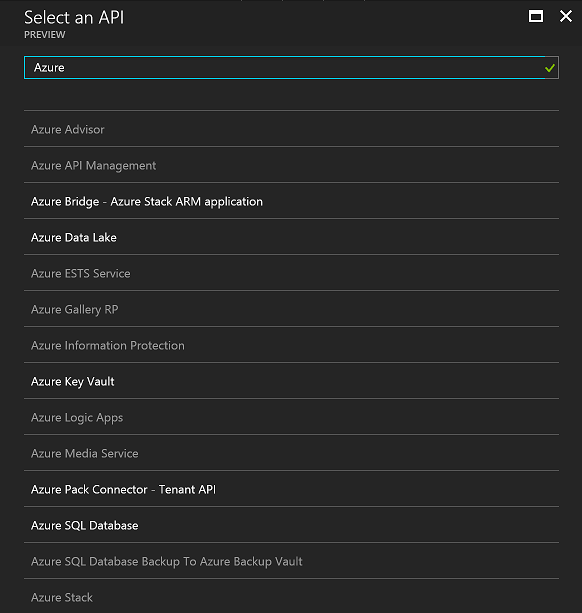 Select an API
PREVIEW
Azure
Azure Advisor
Azure API Management
Azure Bridge - Azure Stack ARM application
Azure Data Lake
Azure ESTS Service
Azure Gallery RP
Azure Information Protection
Azure Key Vault
Azure Logic Apps
Azure Media Service
Azure Pack Connector - Tenant API
Azure SQL Database
Azure SQL Database Backup To Azure Backup Vault
Azure Stack